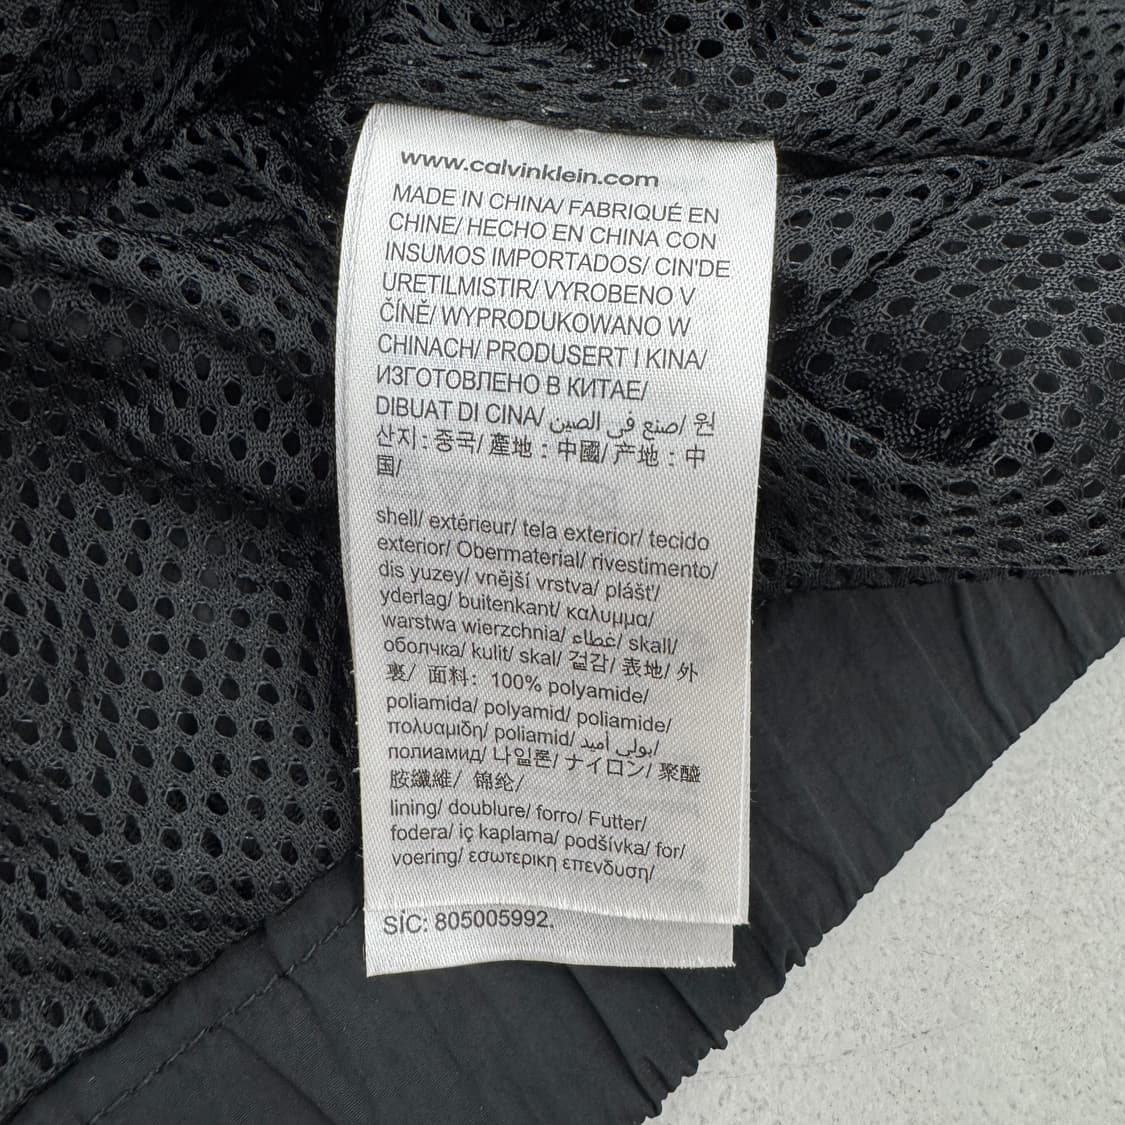 www.calvinklein.com
MADE IN CHINA/ FABRIQUÉ EN
CHINE/ HECHO EN CHINA CON
INSUMOS IMPORTADOS/ CIN'DE
URETILMISTIR/ VYROBENO V
ČÍNĚ/ WYPRODUKOWANO W
CHINACH/ PRODUSERT I KINA/
ИЗГОТОВЛЕНО В КИТАЕ/
DIBUAT DI CINA/ صنع في الصين/ 원
산지: 중국/ 產地 : 中國/ 产地 : 中
国/
shell/ extérieur/ tela exterior/ tecido
exterior/ Obermaterial/ rivestimento/
dis yuzey/ vnější vrstva/ plášť/
yderlag/ buitenkant/ καλυμμα/
warstwa wierzchnia/ غطاء/ skall/
оболчка/ kulit/ skal/ 겉감/ 表地/ 外
裏/ 面料: 100% polyamide/
poliamida/ polyamid/ poliamide/
πολυαμιδη/ poliamid/ بولي أميد/
полиамид/ 나일론/ ナイロン/ 聚醯
胺纖維/ 锦纶/
lining/ doublure/ forro/ Futter/
fodera/ iç kaplama/ podšívka/ for/
voering/ εσωτερικη επενδυση/
SIC: 805005992.